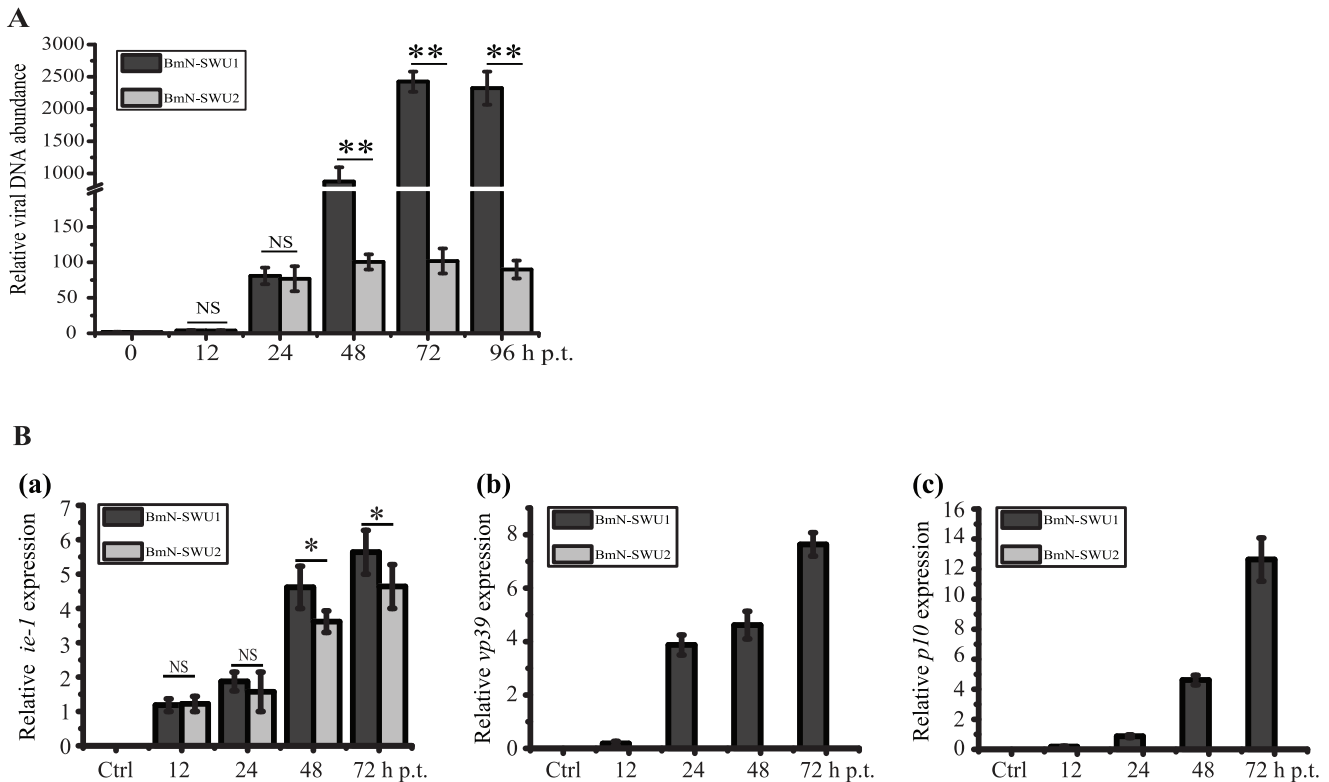 A
Relative viral DNA abundance
3000
2500
2000
1500
1000
150
100
50
0
BmN-SWU1
BmN-SWU2
NS
NS
**
**
**
0 12 24 48 72 96 h p.t.
B
(a)
Relative ie-1 expression
7
6
5
4
3
2
1
0
BmN-SWU1
BmN-SWU2
NS
NS
*
*
Ctrl 12 24 48 72 h p.t.
(b)
Relative vp39 expression
8
6
4
2
0
BmN-SWU1
BmN-SWU2
Ctrl 12 24 48 72 h p.t.
(c)
Relative p10 expression
16
14
12
10
8
6
4
2
0
BmN-SWU1
BmN-SWU2
Ctrl 12 24 48 72 h p.t.